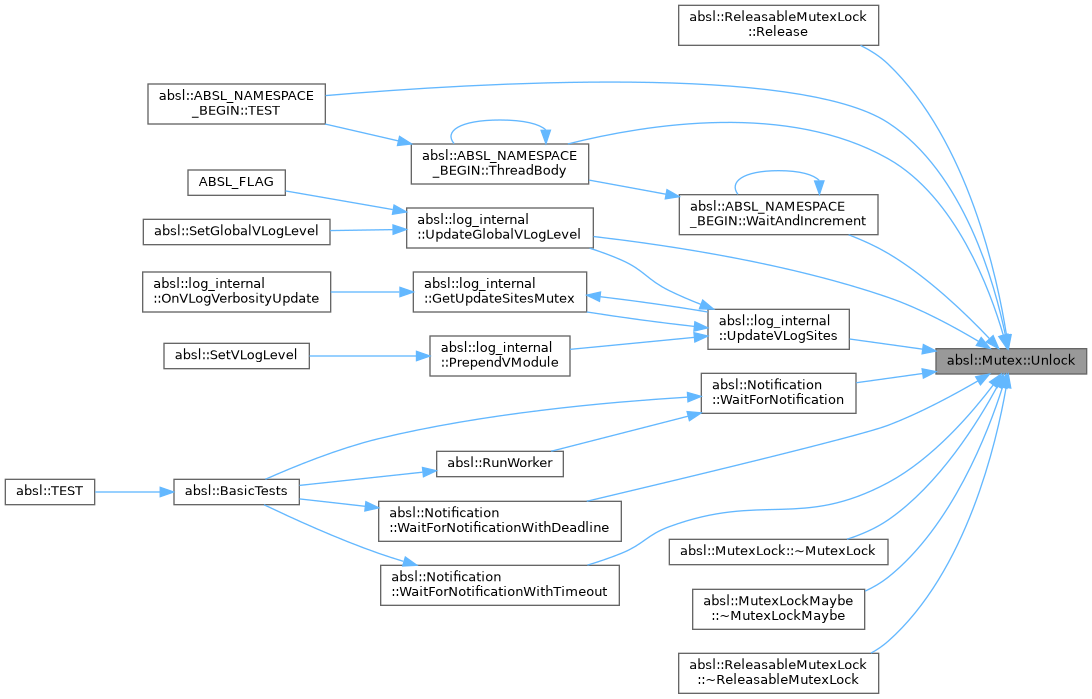 absl::ReleasableMutexLock
::Release
absl::ABSL_NAMESPACE
_BEGIN::TEST
absl::ABSL_NAMESPACE
_BEGIN::ThreadBody
ABSL_FLAG
absl::ABSL_NAMESPACE
_BEGIN::WaitAndIncrement
absl::SetGlobalVLogLevel
absl::log_internal
::UpdateGlobalVLogLevel
absl::log_internal
::OnVLogVerbosityUpdate
absl::log_internal
::GetUpdateSitesMutex
absl::log_internal
::UpdateVLogSites
absl::SetVLogLevel
absl::log_internal
::PrependVModule
absl::Mutex::Unlock
absl::Notification
::WaitForNotification
absl::RunWorker
absl::TEST
absl::BasicTests
absl::Notification
::WaitForNotificationWithDeadline
absl::MutexLock::~MutexLock
absl::Notification
::WaitForNotificationWithTimeout
absl::MutexLockMaybe
::~MutexLockMaybe
absl::ReleasableMutexLock
::~ReleasableMutexLock